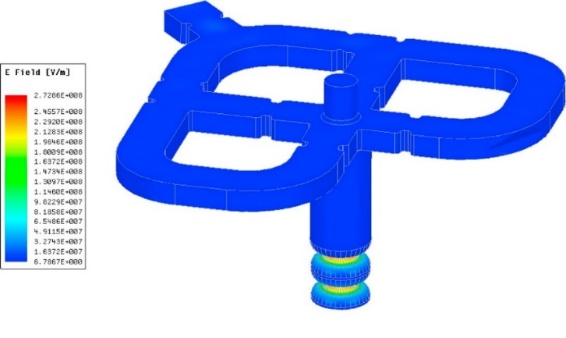 E Field [V/m]
2.7286E+008
2.4557E+008
2.2920E+008
2.1283E+008
1.9646E+008
1.8009E+008
1.6372E+008
1.4734E+008
1.3097E+008
1.1460E+008
9.8229E+007
8.1858E+007
6.5486E+007
4.9115E+007
3.2743E+007
1.6372E+007
6.7067E+000